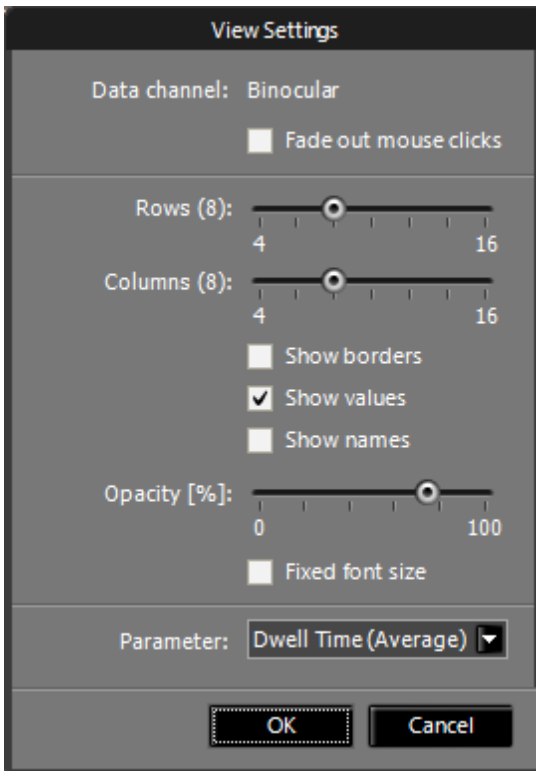 View Settings
Data channel: Binocular
Fade out mouse clicks
Rows (8):
4 16
Columns (8):
4 16
Show borders
Show values
Show names
Opacity [%]:
0 100
Fixed font size
Parameter: Dwell Time (Average)
OK Cancel